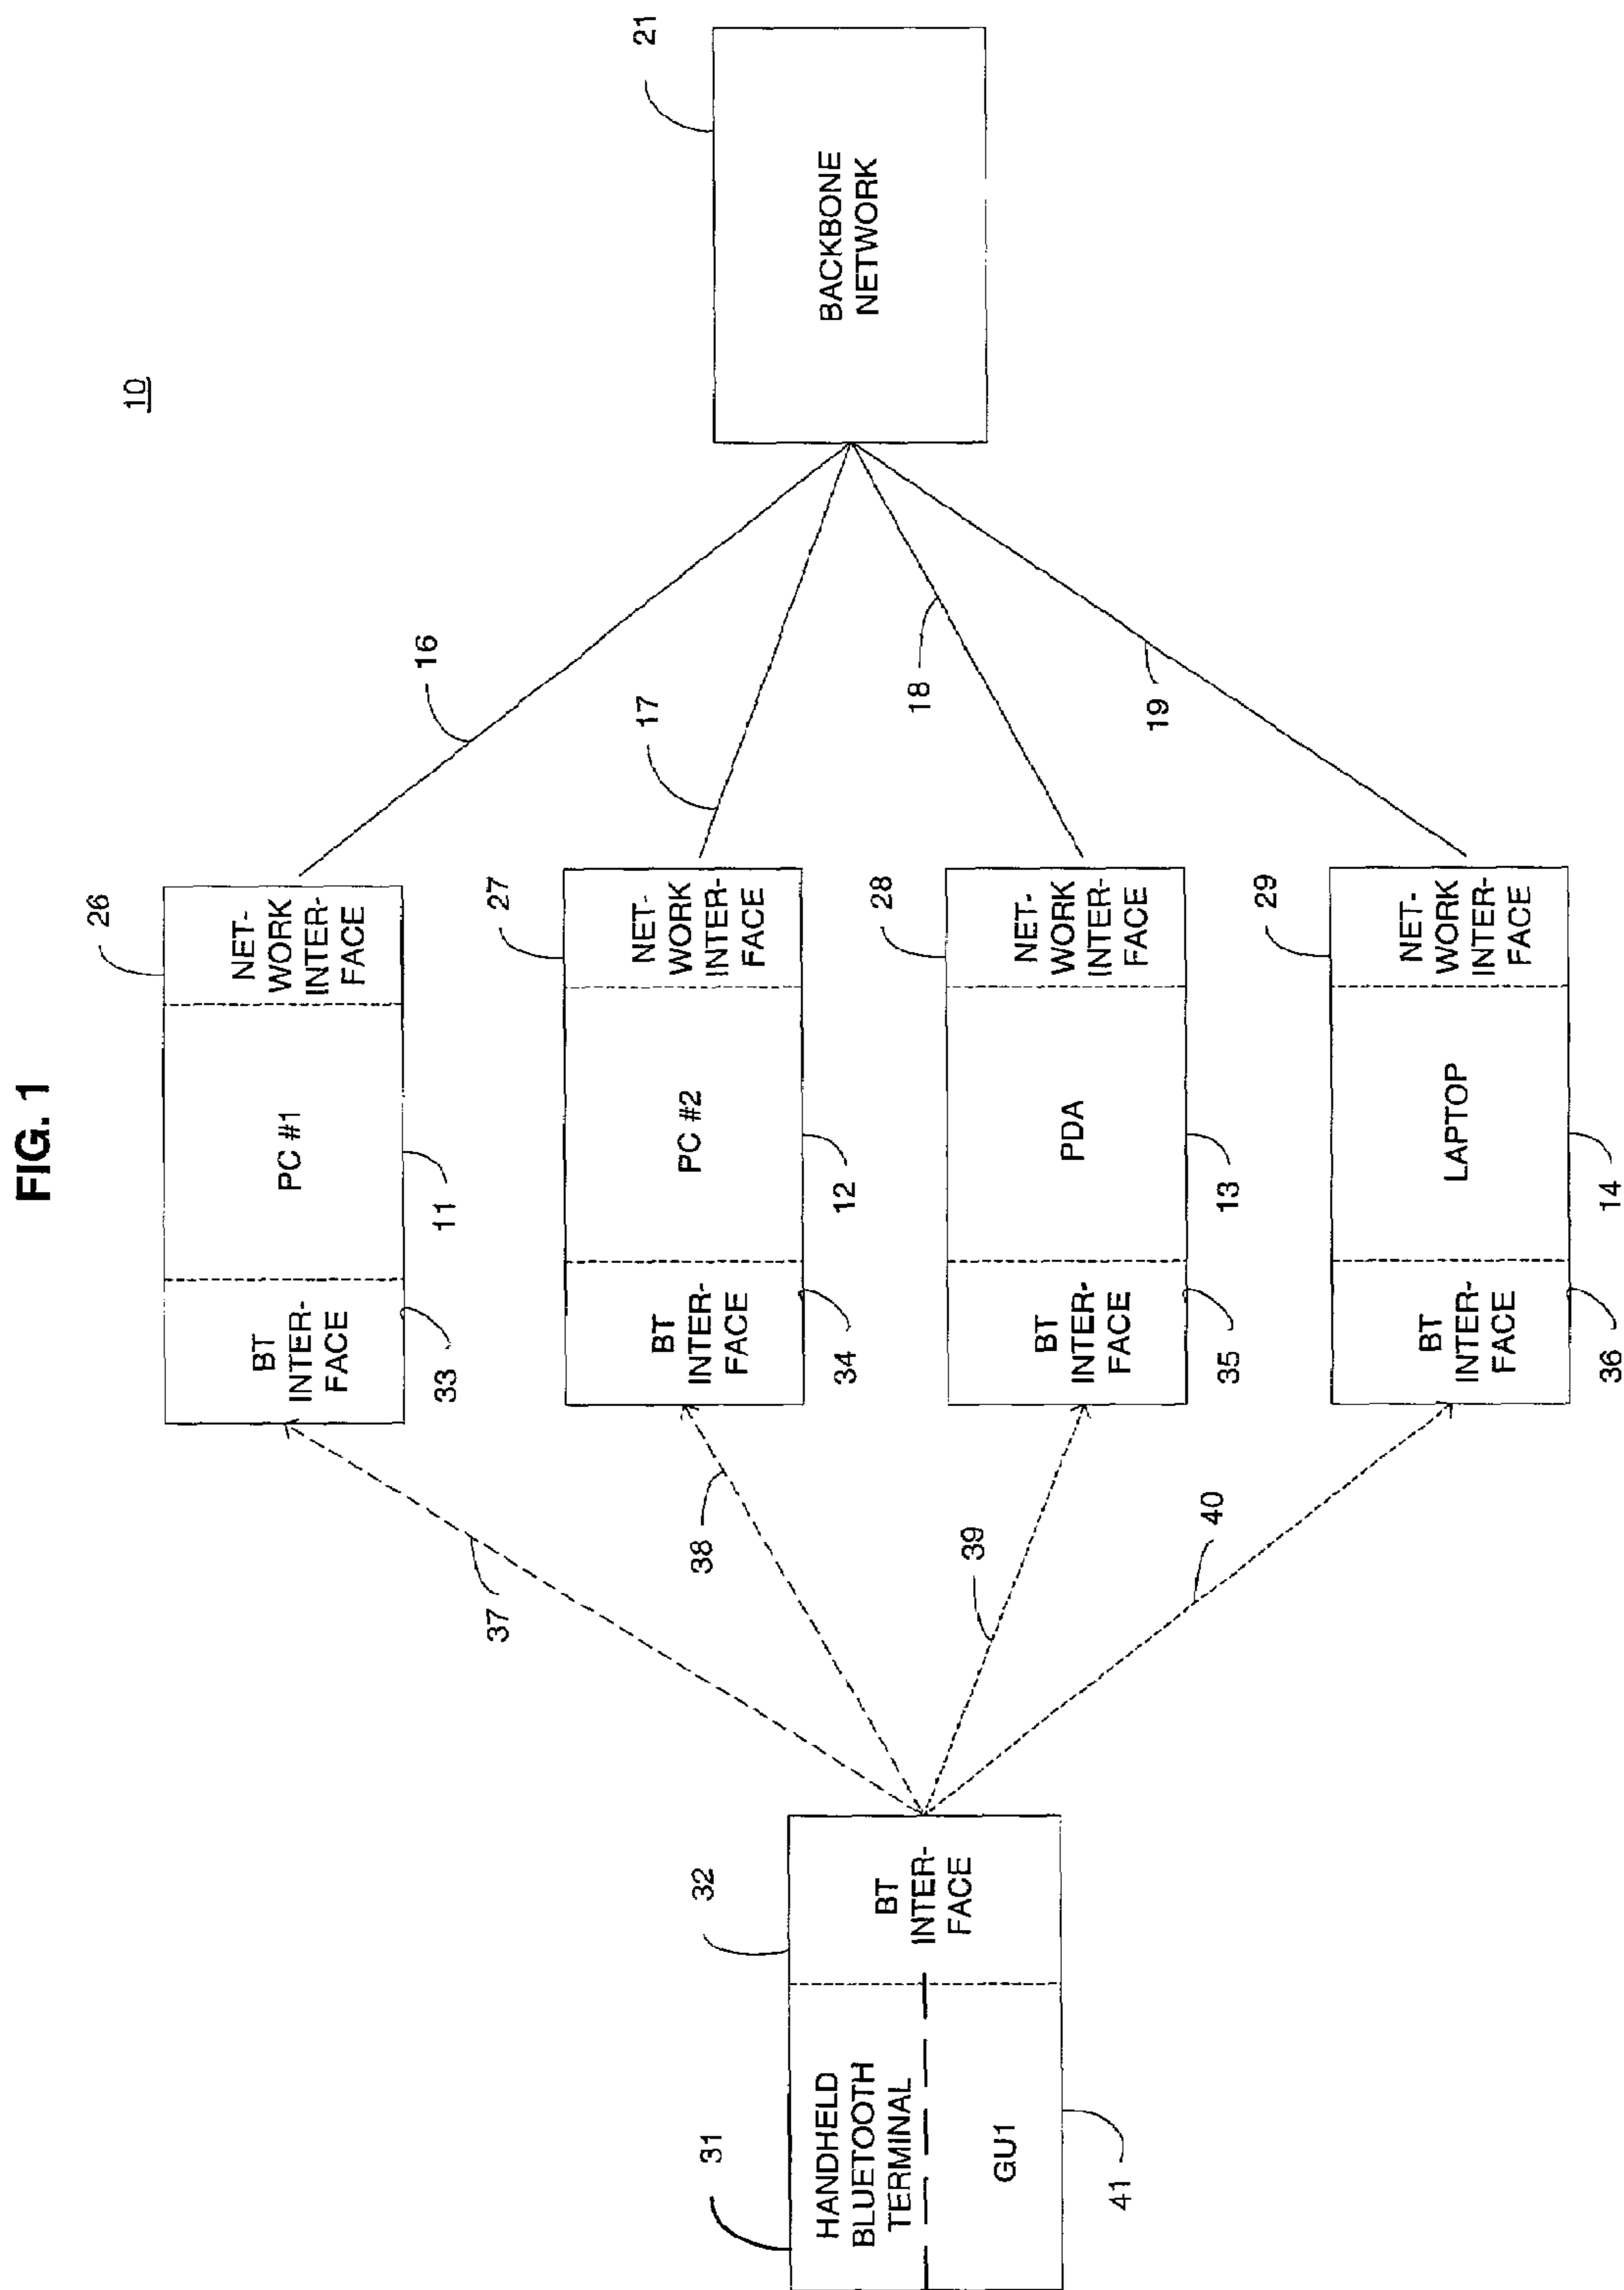 FIG. 1
10
21
BACKBONE
NETWORK
16
17
18
19
26
NET-
WORK
INTER-
FACE
PC #1
11
BT
INTER-
FACE
33
27
NET-
WORK
INTER-
FACE
PC #2
12
BT
INTER-
FACE
34
28
NET-
WORK
INTER-
FACE
PDA
13
BT
INTER-
FACE
35
29
NET-
WORK
INTER-
FACE
LAPTOP
14
BT
INTER-
FACE
36
37
38
39
40
32
BT
INTER-
FACE
31
HANDHELD
BLUETOOTH
TERMINAL
GU1
41